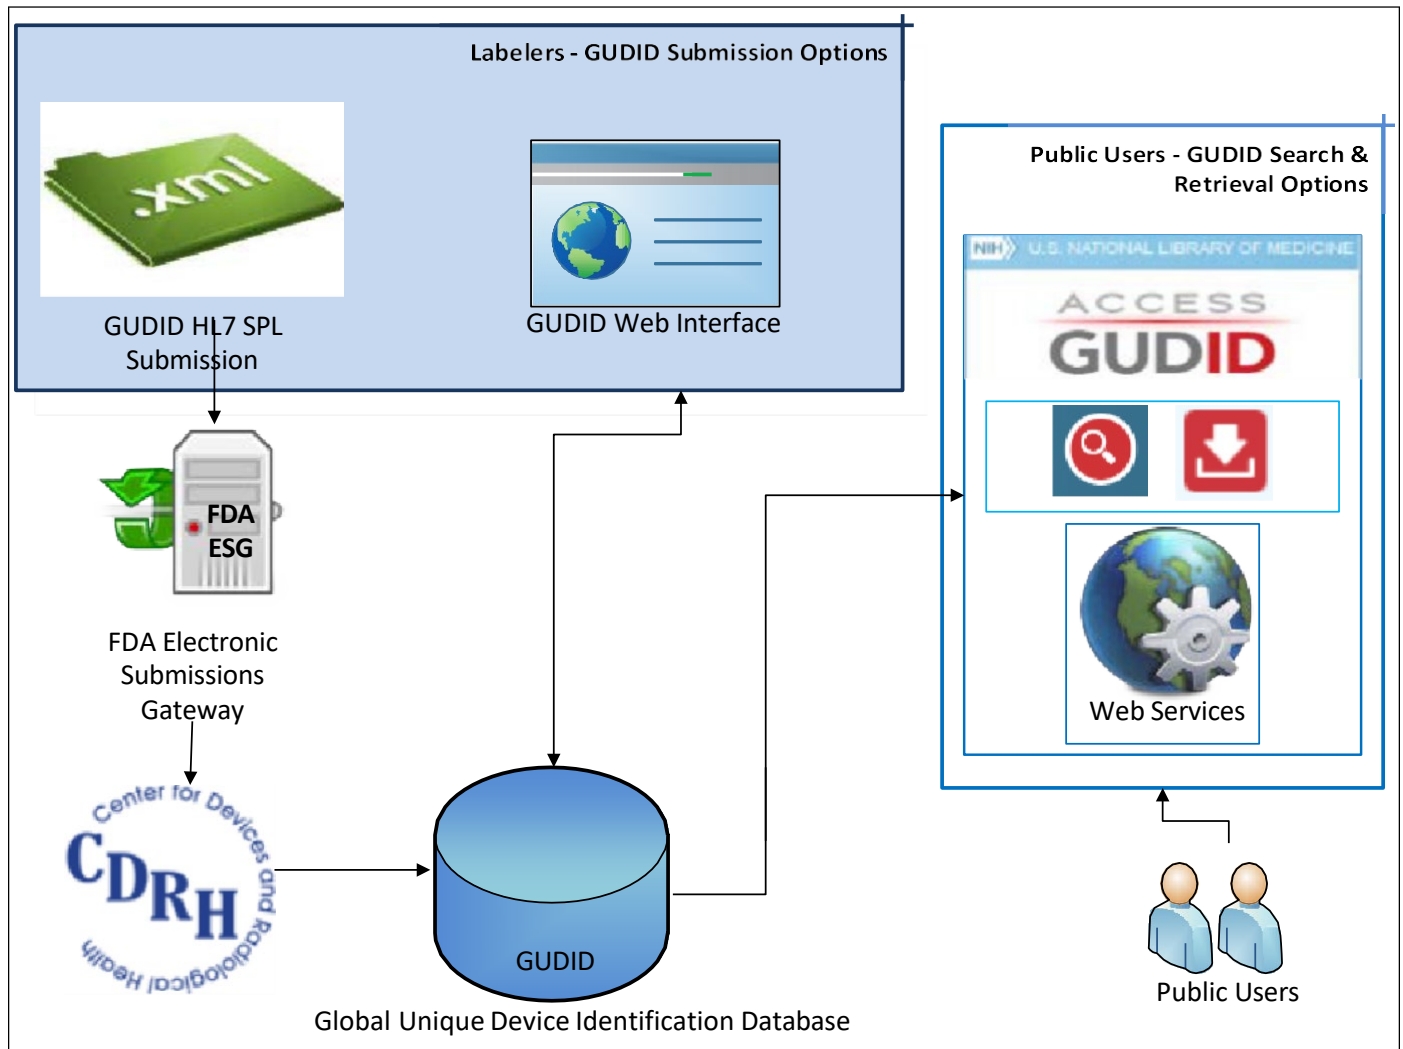 Labelers - GUDID Submission Options
.xml
GUDID HL7 SPL
Submission
GUDID Web Interface
Public Users - GUDID Search &
Retrieval Options
NIH U.S. NATIONAL LIBRARY OF MEDICINE
ACCESS
GUDID
Web Services
FDA
ESG
FDA Electronic
Submissions
Gateway
Center for Devices and Radiological Health
CDRH
GUDID
Global Unique Device Identification Database
Public Users